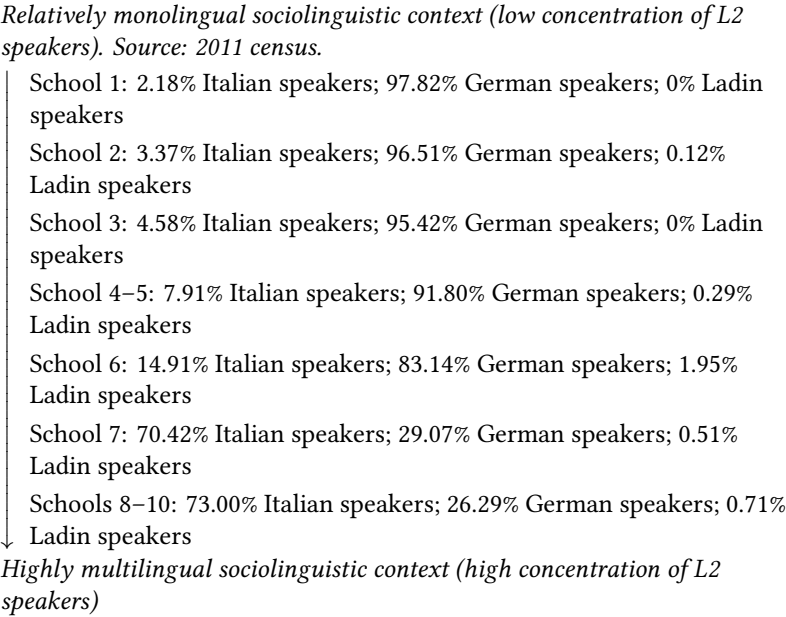 Relatively monolingual sociolinguistic context (low concentration of L2
speakers). Source: 2011 census.
School 1: 2.18% Italian speakers; 97.82% German speakers; 0% Ladin
speakers
School 2: 3.37% Italian speakers; 96.51% German speakers; 0.12%
Ladin speakers
School 3: 4.58% Italian speakers; 95.42% German speakers; 0% Ladin
speakers
School 4–5: 7.91% Italian speakers; 91.80% German speakers; 0.29%
Ladin speakers
School 6: 14.91% Italian speakers; 83.14% German speakers; 1.95%
Ladin speakers
School 7: 70.42% Italian speakers; 29.07% German speakers; 0.51%
Ladin speakers
Schools 8–10: 73.00% Italian speakers; 26.29% German speakers; 0.71%
Ladin speakers
Highly multilingual sociolinguistic context (high concentration of L2
speakers)